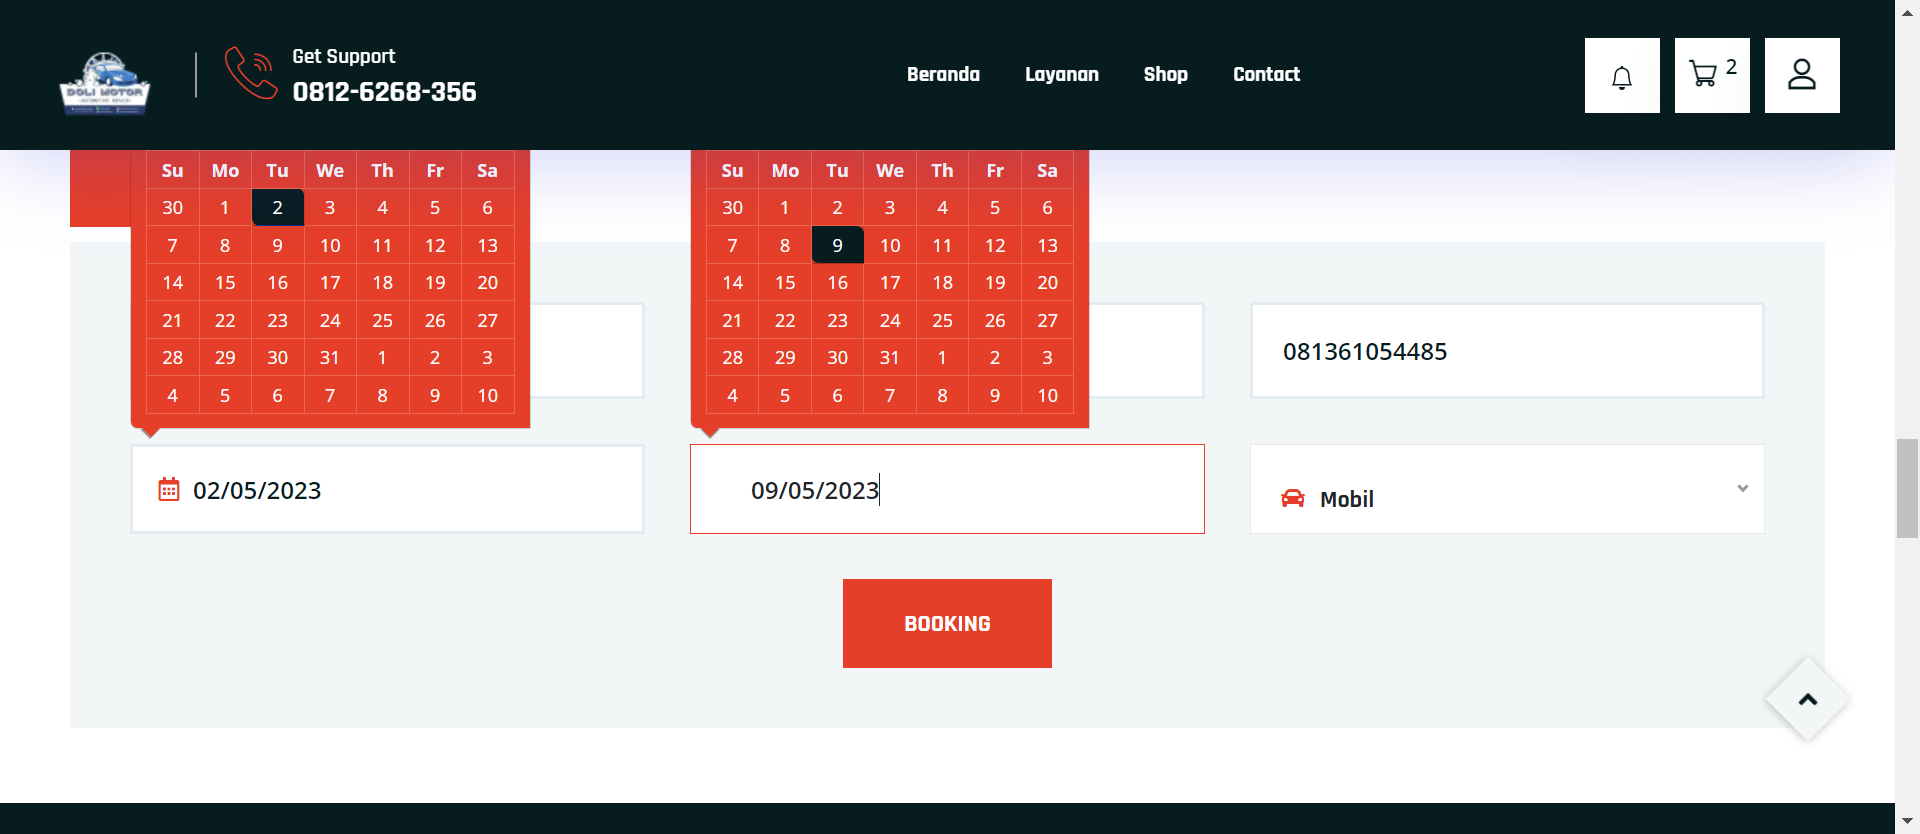 DOLI MOTOR
Get Support
0812-6268-356
Beranda
Layanan
Shop
Contact
2
Su Mo Tu We Th Fr Sa
30 1 2 3 4 5 6
7 8 9 10 11 12 13
14 15 16 17 18 19 20
21 22 23 24 25 26 27
28 29 30 31 1 2 3
4 5 6 7 8 9 10
Su Mo Tu We Th Fr Sa
30 1 2 3 4 5 6
7 8 9 10 11 12 13
14 15 16 17 18 19 20
21 22 23 24 25 26 27
28 29 30 31 1 2 3
4 5 6 7 8 9 10
081361054485
02/05/2023
09/05/2023
Mobil
BOOKING